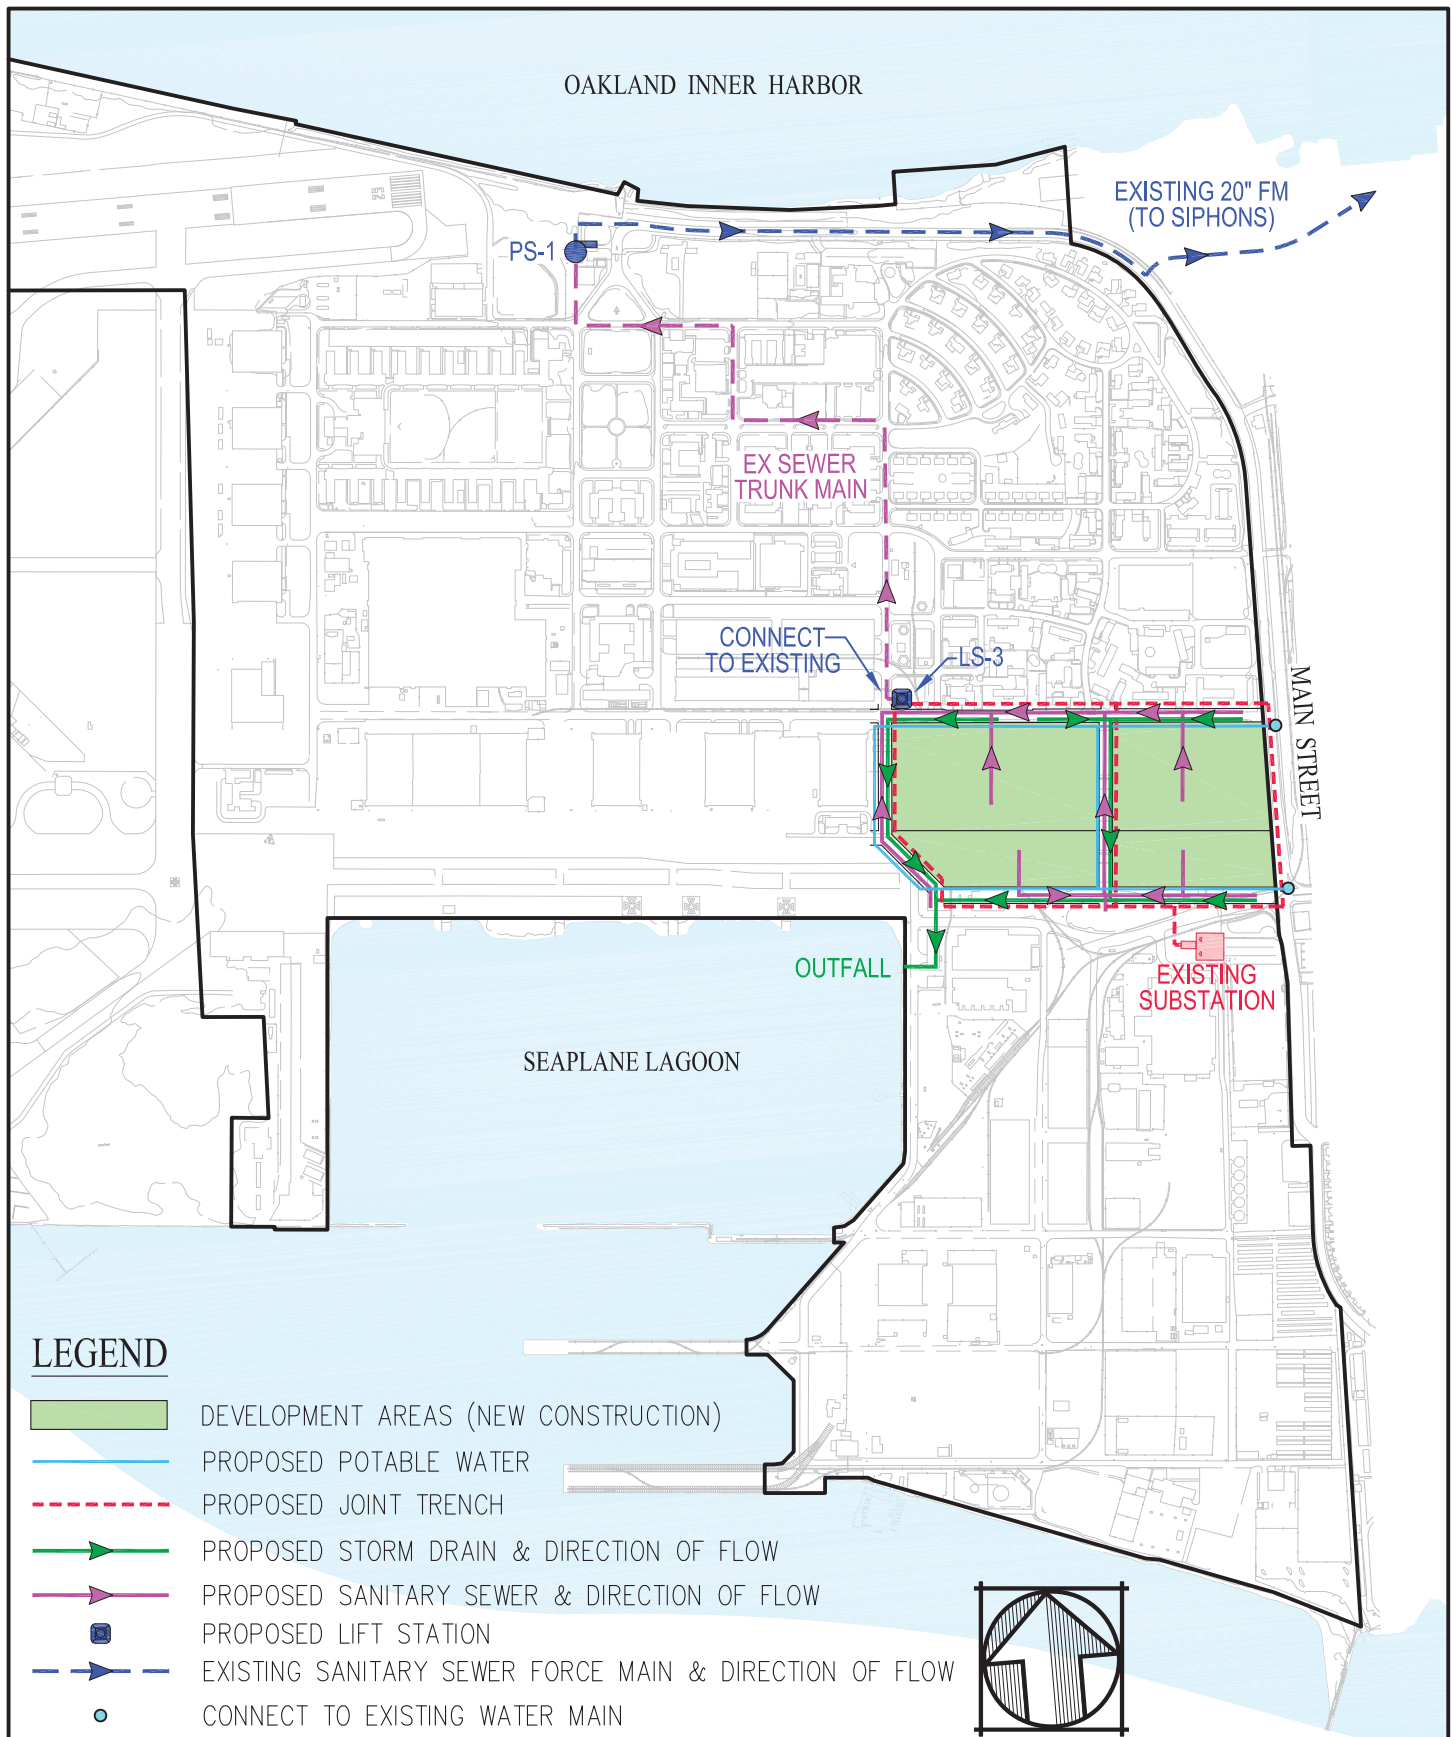 OAKLAND INNER HARBOR
EXISTING 20" FM
(TO SIPHONS)
PS-1
EX SEWER
TRUNK MAIN
CONNECT
TO EXISTING
LS-3
MAIN STREET
OUTFALL
EXISTING
SUBSTATION
SEAPLANE LAGOON
LEGEND
DEVELOPMENT AREAS (NEW CONSTRUCTION)
PROPOSED POTABLE WATER
PROPOSED JOINT TRENCH
PROPOSED STORM DRAIN & DIRECTION OF FLOW
PROPOSED SANITARY SEWER & DIRECTION OF FLOW
PROPOSED LIFT STATION
EXISTING SANITARY SEWER FORCE MAIN & DIRECTION OF FLOW
CONNECT TO EXISTING WATER MAIN